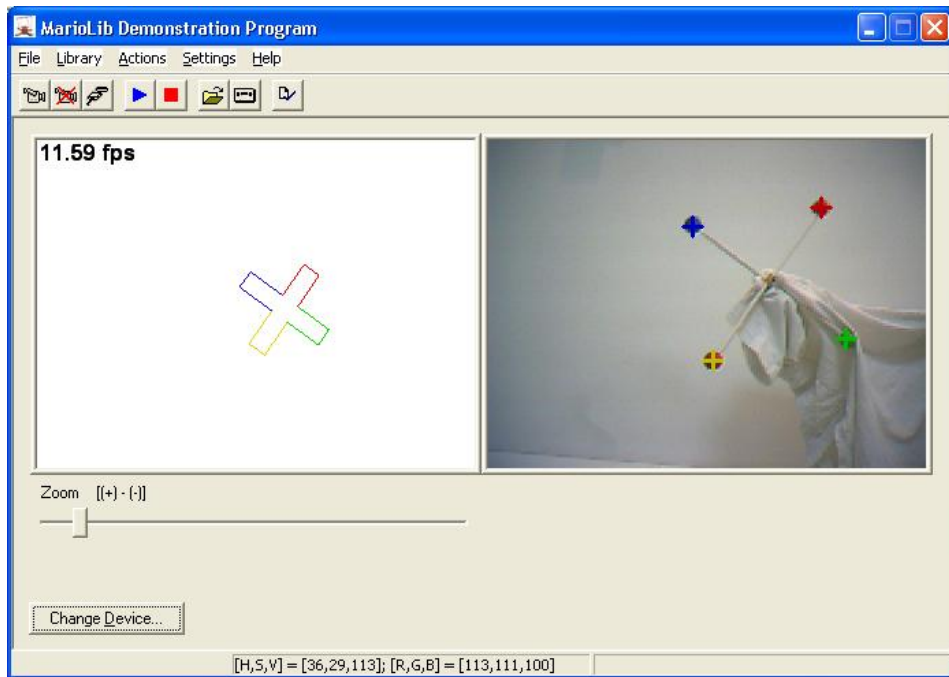 MarioLib Demonstration Program
File Library Actions Settings Help
11.59 fps
Zoom [(+) - (-)]
Change Device...
[H,S,V] = [36,29,113]; [R,G,B] = [113,111,100]